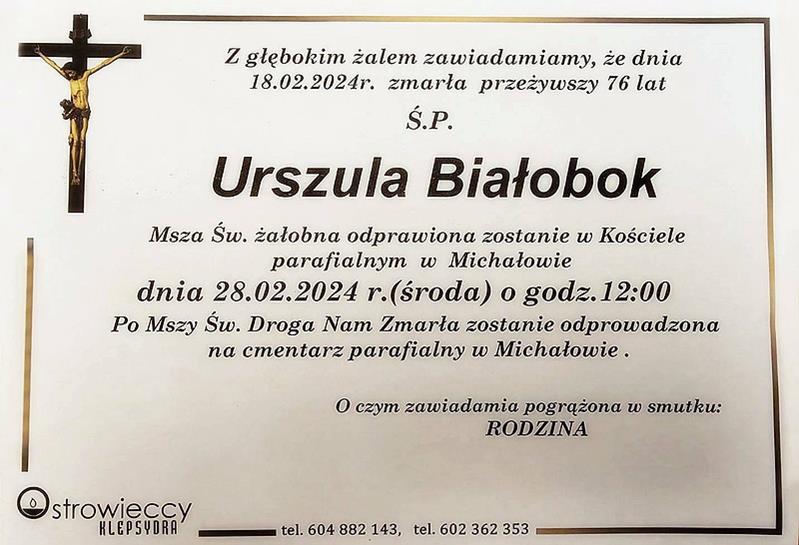 Z głębokim żalem zawiadamiamy, że dnia
18.02.2024r. zmarła przeżywszy 76 lat
Ś.P.
Urszula Białobok
Msza Św. żałobna odprawiona zostanie w Kościele
parafialnym w Michałowie
dnia 28.02.2024 r.(środa) o godz.12:00
Po Mszy Św. Droga Nam Zmarła zostanie odprowadzona
na cmentarz parafialny w Michałowie .
O czym zawiadamia pogrążona w smutku:
RODZINA
Ostrowieccy
KLEPSYDRA
tel. 604 882 143, tel. 602 362 353